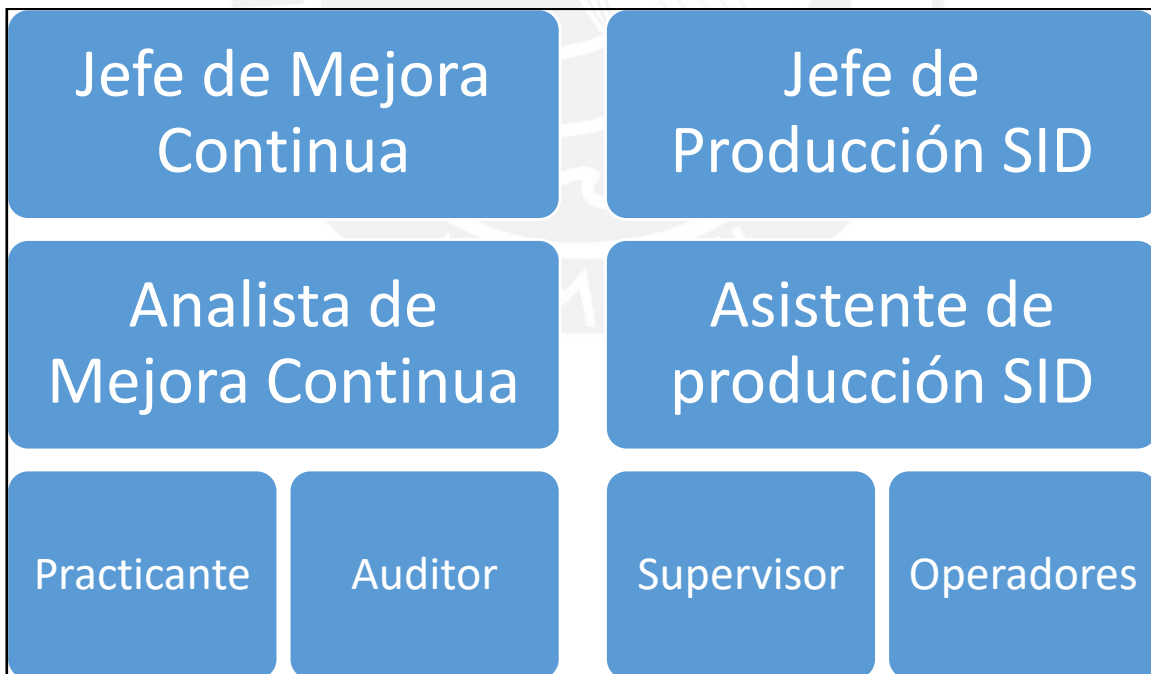 Jefe de Mejora
Continua
Jefe de
Producción SID
Analista de
Mejora Continua
Asistente de
producción SID
Practicante
Auditor
Supervisor
Operadores